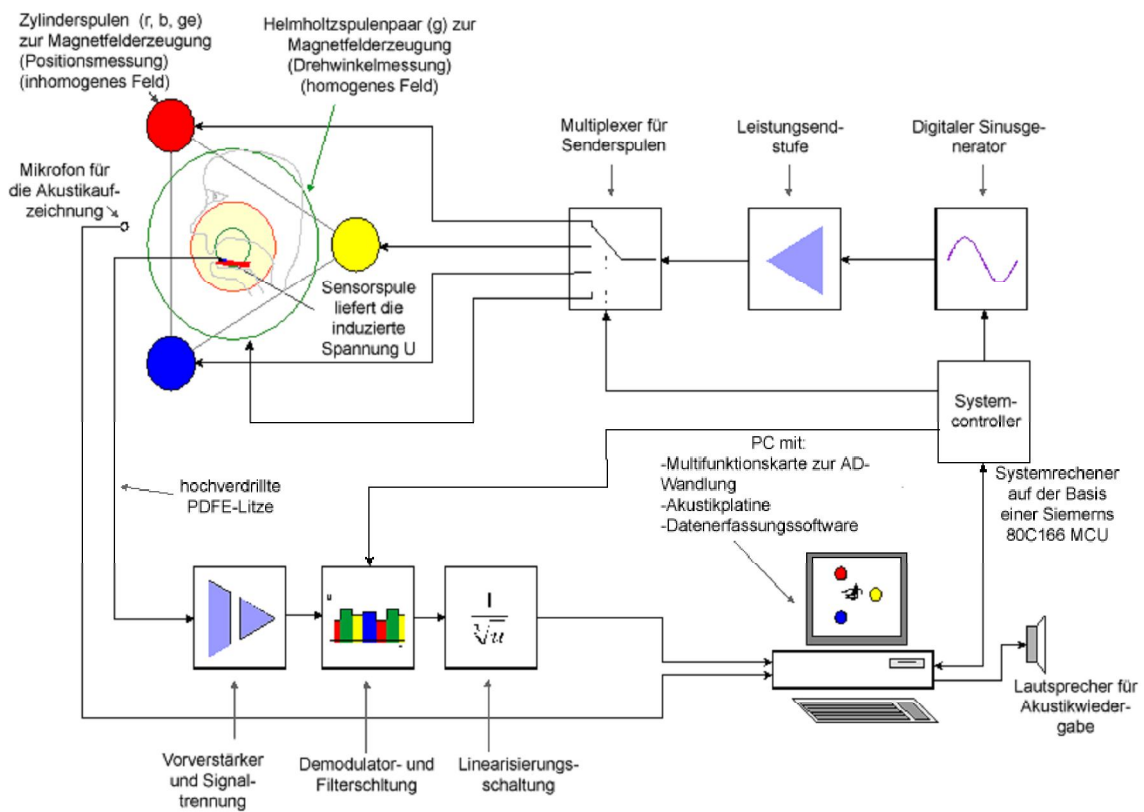 Zylinderspulen (r, b, ge)
zur Magnetfelderzeugung
(Positionsmessung)
(inhomogenes Feld)
Helmholtzspulenpaar (g) zur
Magnetfelderzeugung
(Drehwinkelmessung)
(homogenes Feld)
Multiplexer für
Senderspulen
Leistungsend-
stufe
Digitaler Sinusge-
nerator
Mikrofon für
die Akustikauf-
zeichnung
Sensorspule
liefert die
induzierte
Spannung U
System-
controller
Systemrechener
auf der Basis
einer Siemerns
80C166 MCU
PC mit:
-Multifunktionskarte zur AD-
Wandlung
-Akustikplatine
-Datenerfassungssoftware
hochverdrillte
PDFE-Litze
u
1
∛u
Lautsprecher für
Akustikwieder-
gabe
Vorverstärker
und Signal-
trennung
Demodulator- und
Filterschltung
Linearisierungs-
schaltung